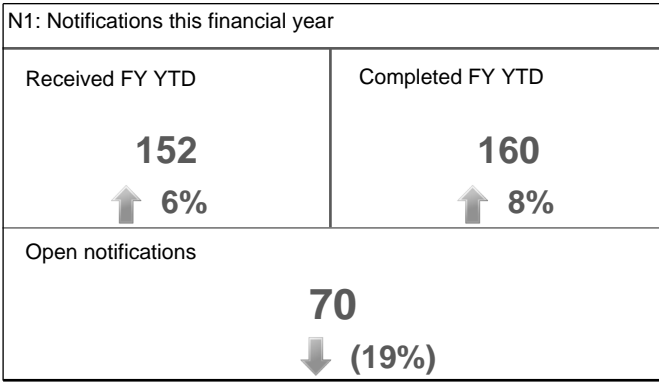 N1: Notifications this financial year
Received FY YTD
152
6%
Completed FY YTD
160
8%
Open notifications
70
(19%)